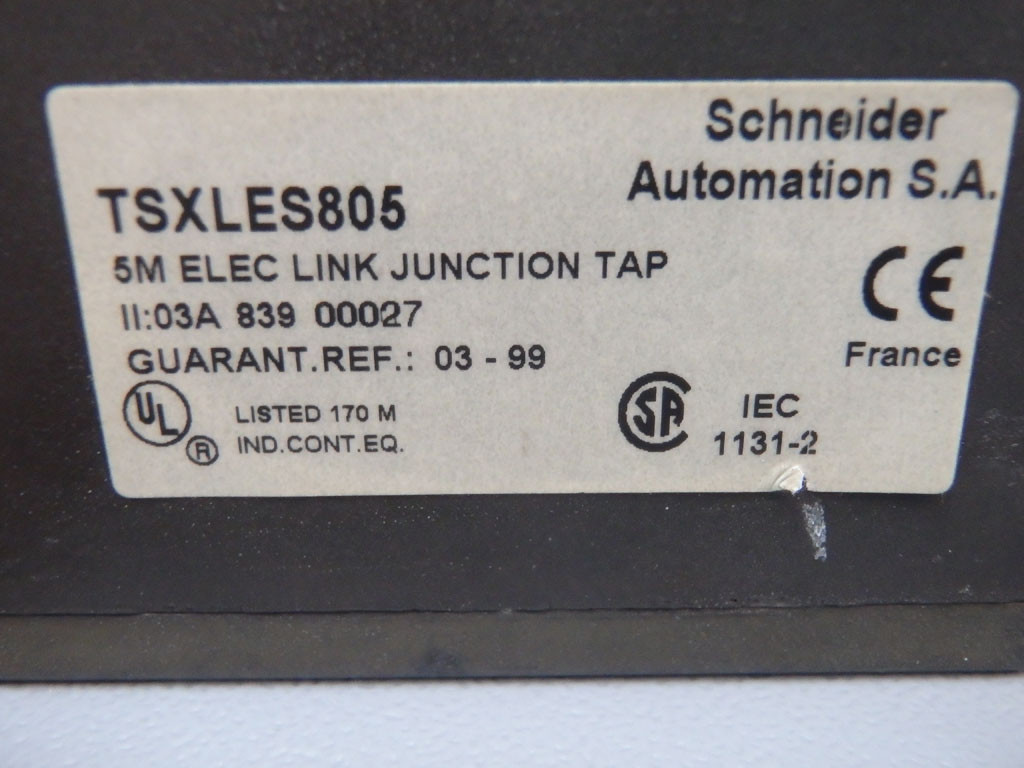 Schneider
Automation S.A.
TSXLES805
5M ELEC LINK JUNCTION TAP
II:03A 839 00027
GUARANT.REF.: 03 - 99
CE
France
UL
R
LISTED 170 M
IND.CONT.EQ.
SA
IEC
1131-2